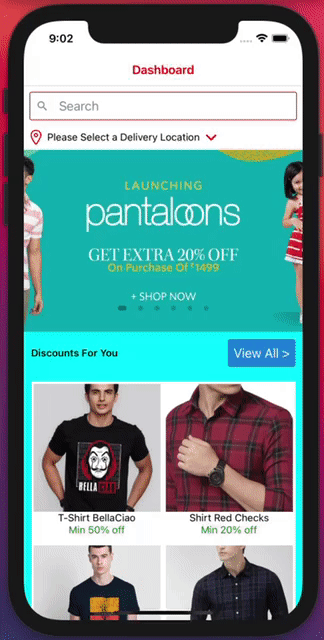 9:02
Dashboard
Search
Please Select a Delivery Location
LAUNCHING
pantaloons
GET EXTRA 20% OFF
On Purchase Of ₹1499
+ SHOP NOW
Discounts For You
View All >
BELLA CIAO
T-Shirt BellaCiao
Shirt Red Checks
Min 50% off
Min 20% off